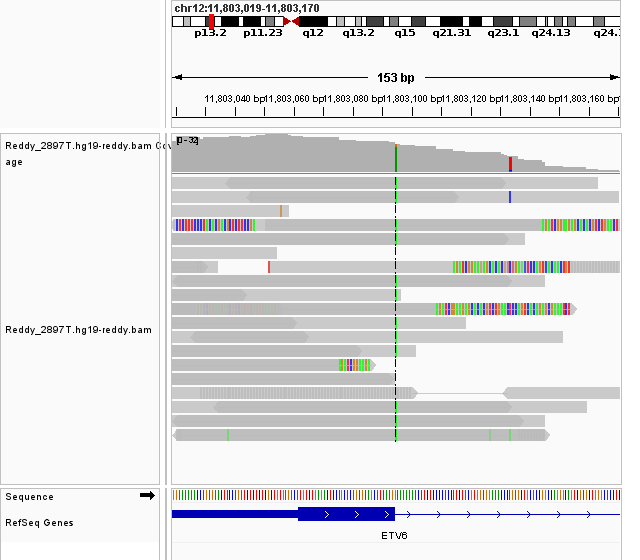 chr12:11,803,019-11,803,170
p13.2 p11.23 q12 q13.2 q15 q21.31 q23.1 q24.13 q24.
153 bp
11,803,040 bp 11,803,060 bp 11,803,080 bp 11,803,100 bp 11,803,120 bp 11,803,140 bp 11,803,160 bp
Reddy_2897T.hg19-reddy.bam Cov
age
[0 - 32]
Reddy_2897T.hg19-reddy.bam
Sequence
RefSeq Genes
ETV6